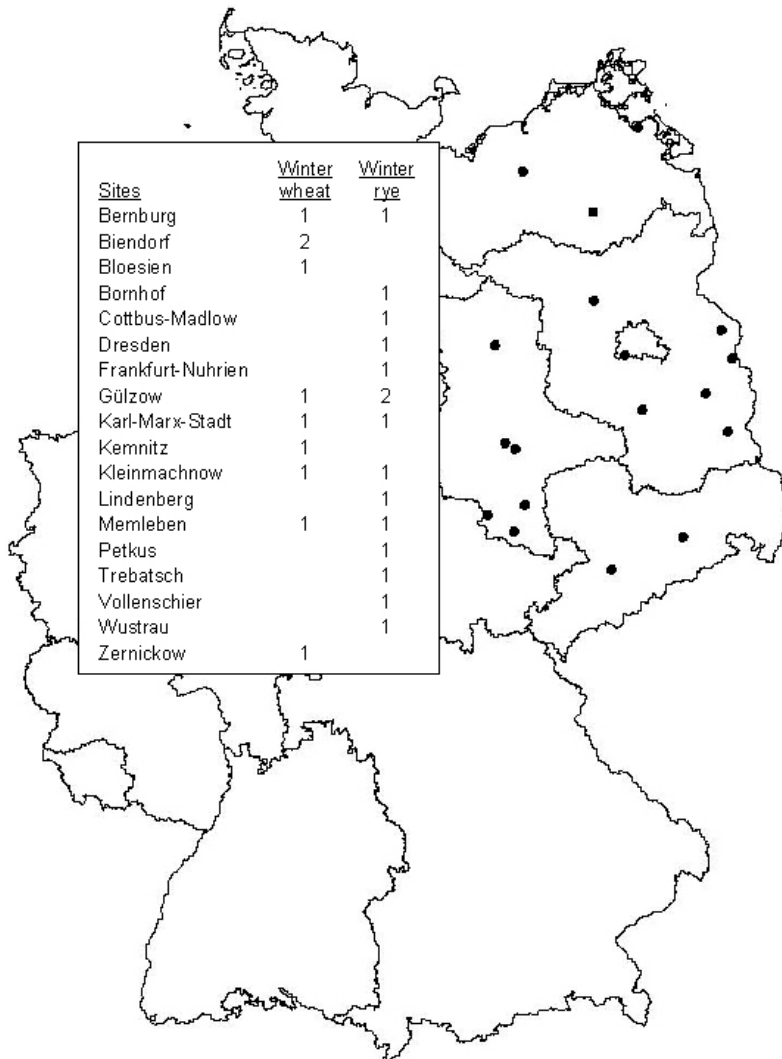 Winter Winter
Sites wheat rye
Bernburg 1 1
Biendorf 2
Bloesien 1
Bornhof 1
Cottbus-Madlow 1
Dresden 1
Frankfurt-Nuhrien 1
Gülzow 1 2
Karl-Marx-Stadt 1 1
Kemnitz 1
Kleinmachnow 1 1
Lindenberg 1
Memleben 1 1
Petkus 1
Trebatsch 1
Vollenschier 1
Wustrau 1
Zernickow 1